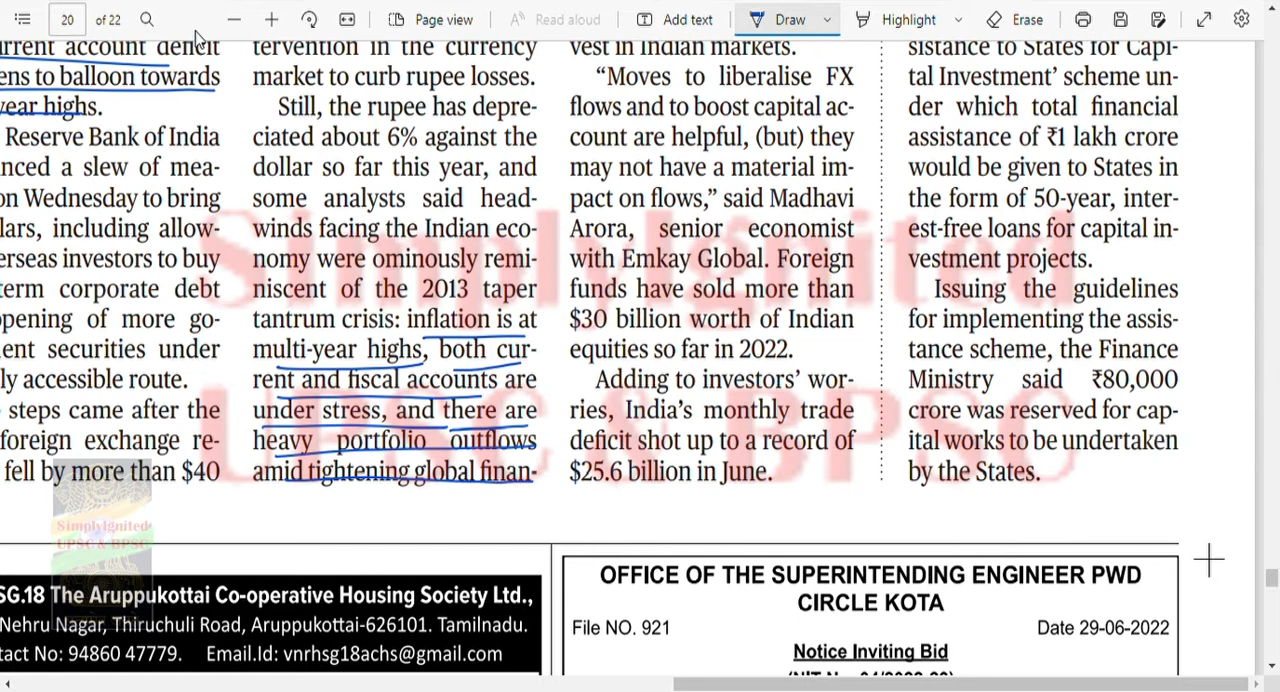 20 of 22 Page view Read aloud Add text Draw Highlight Erase
rrent account deficit
ens to balloon towards
year highs.
Reserve Bank of India
nced a slew of mea-
on Wednesday to bring
lars, including allow-
erseas investors to buy
term corporate debt
pening of more go-
ent securities under
ly accessible route.
steps came after the
foreign exchange re-
fell by more than $40
tervention in the currency
market to curb rupee losses.
Still, the rupee has depre-
ciated about 6% against the
dollar so far this year, and
some analysts said head-
winds facing the Indian eco-
nomy were ominously remi-
niscent of the 2013 taper
tantrum crisis: inflation is at
multi-year highs, both cur-
rent and fiscal accounts are
under stress, and there are
heavy portfolio outflows
amid tightening global finan-
vest in Indian markets.
“Moves to liberalise FX
flows and to boost capital ac-
count are helpful, (but) they
may not have a material im-
pact on flows,” said Madhavi
Arora, senior economist
with Emkay Global. Foreign
funds have sold more than
$30 billion worth of Indian
equities so far in 2022.
Adding to investors’ wor-
ries, India’s monthly trade
deficit shot up to a record of
$25.6 billion in June.
sistance to States for Capi-
tal Investment’ scheme un-
der which total financial
assistance of ₹1 lakh crore
would be given to States in
the form of 50-year, inter-
est-free loans for capital in-
vestment projects.
Issuing the guidelines
for implementing the assis-
tance scheme, the Finance
Ministry said ₹80,000
crore was reserved for cap-
ital works to be undertaken
by the States.
SimplyIgnited
UPSC & BPSC
SimplyIgnited
UPSC & BPSC
SG.18 The Aruppukottai Co-operative Housing Society Ltd.,
Nehru Nagar, Thiruchuli Road, Aruppukottai-626101. Tamilnadu.
tact No: 94860 47779. Email.Id: vnrhsg18achs@gmail.com
OFFICE OF THE SUPERINTENDING ENGINEER PWD
CIRCLE KOTA
File NO. 921 Date 29-06-2022
Notice Inviting Bid